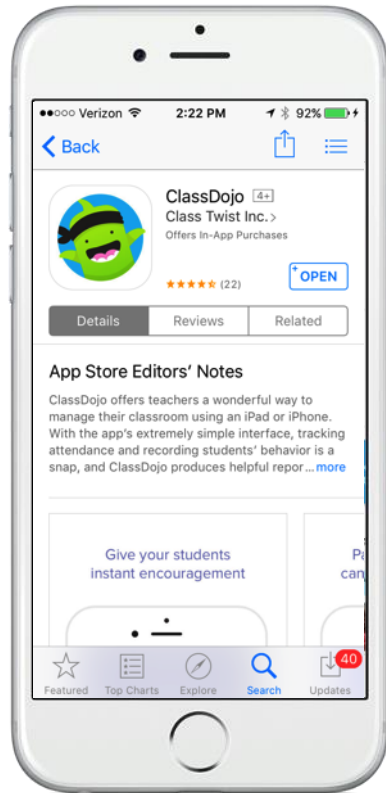 Verizon 2:22 PM 92%
Back
ClassDojo 4+
Class Twist Inc. >
Offers In-App Purchases
(22)
+OPEN
Details Reviews Related
App Store Editors' Notes
ClassDojo offers teachers a wonderful way to
manage their classroom using an iPad or iPhone.
With the app's extremely simple interface, tracking
attendance and recording students' behavior is a
snap, and ClassDojo produces helpful repor... more
Give your students
instant encouragement
Pa
can
40
Featured Top Charts Explore Search Updates